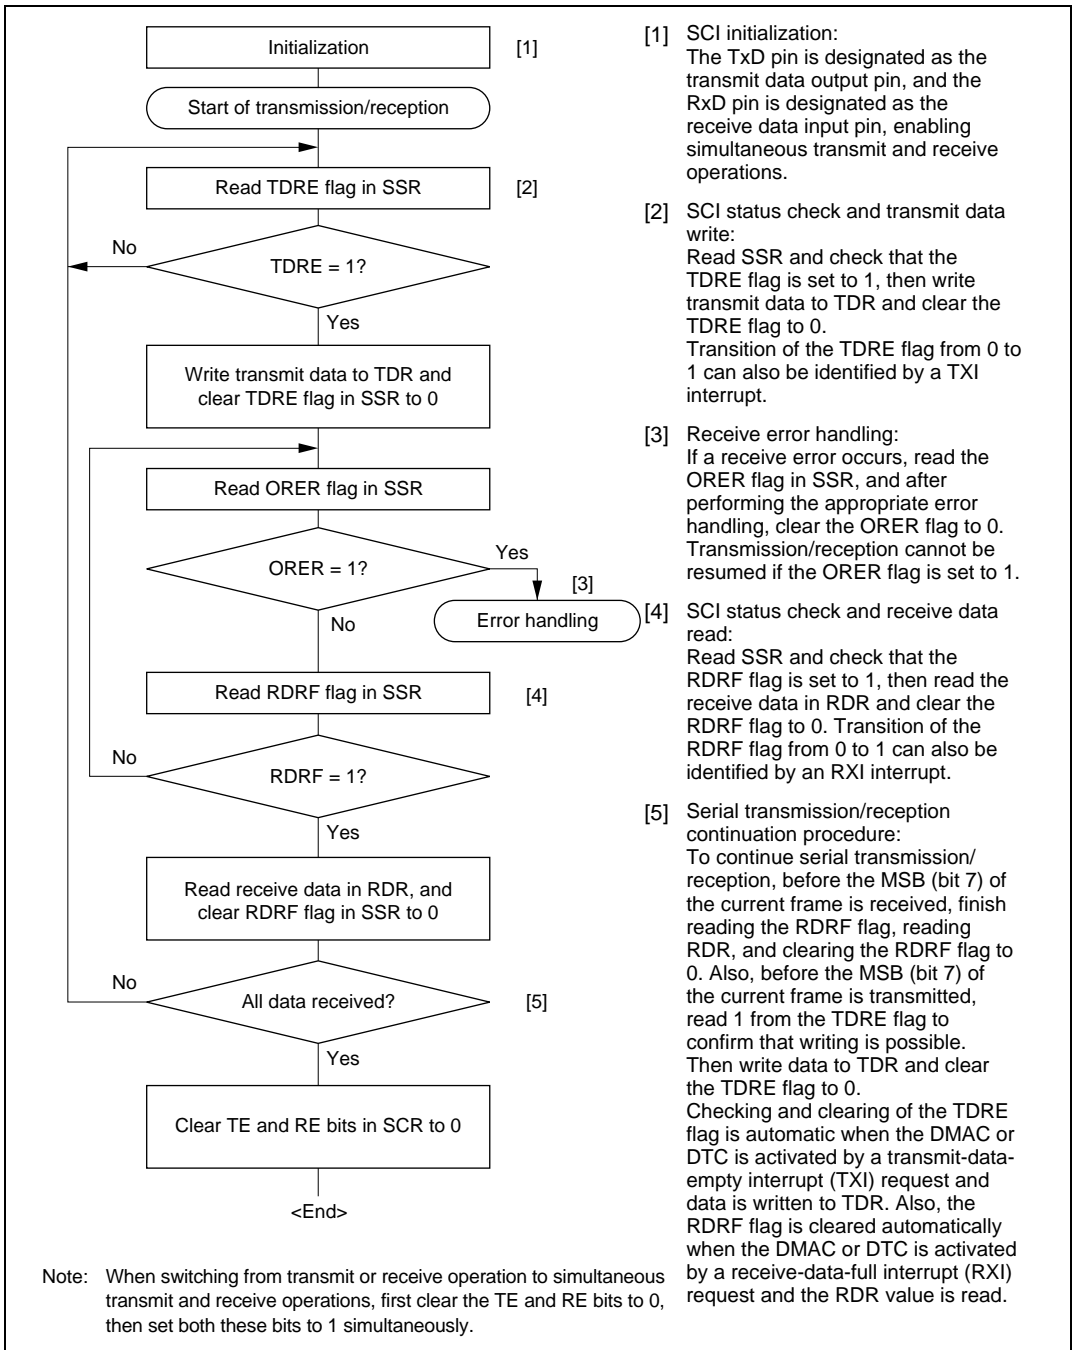 Initialization [1]
Start of transmission/reception
Read TDRE flag in SSR [2]
No
TDRE = 1?
Yes
Write transmit data to TDR and
clear TDRE flag in SSR to 0
Read ORER flag in SSR
Yes
ORER = 1?
[3]
No
Error handling
Read RDRF flag in SSR [4]
No
RDRF = 1?
Yes
Read receive data in RDR, and
clear RDRF flag in SSR to 0
No
All data received? [5]
Yes
Clear TE and RE bits in SCR to 0
<End>
[1] SCI initialization:
The TxD pin is designated as the
transmit data output pin, and the
RxD pin is designated as the
receive data input pin, enabling
simultaneous transmit and receive
operations.
[2] SCI status check and transmit data
write:
Read SSR and check that the
TDRE flag is set to 1, then write
transmit data to TDR and clear the
TDRE flag to 0.
Transition of the TDRE flag from 0 to
1 can also be identified by a TXI
interrupt.
[3] Receive error handling:
If a receive error occurs, read the
ORER flag in SSR, and after
performing the appropriate error
handling, clear the ORER flag to 0.
Transmission/reception cannot be
resumed if the ORER flag is set to 1.
[4] SCI status check and receive data
read:
Read SSR and check that the
RDRF flag is set to 1, then read the
receive data in RDR and clear the
RDRF flag to 0. Transition of the
RDRF flag from 0 to 1 can also be
identified by an RXI interrupt.
[5] Serial transmission/reception
continuation procedure:
To continue serial transmission/
reception, before the MSB (bit 7) of
the current frame is received, finish
reading the RDRF flag, reading
RDR, and clearing the RDRF flag to
0. Also, before the MSB (bit 7) of
the current frame is transmitted,
read 1 from the TDRE flag to
confirm that writing is possible.
Then write data to TDR and clear
the TDRE flag to 0.
Checking and clearing of the TDRE
flag is automatic when the DMAC or
DTC is activated by a transmit-data-
empty interrupt (TXI) request and
data is written to TDR. Also, the
RDRF flag is cleared automatically
when the DMAC or DTC is activated
by a receive-data-full interrupt (RXI)
request and the RDR value is read.
Note: When switching from transmit or receive operation to simultaneous
transmit and receive operations, first clear the TE and RE bits to 0,
then set both these bits to 1 simultaneously.